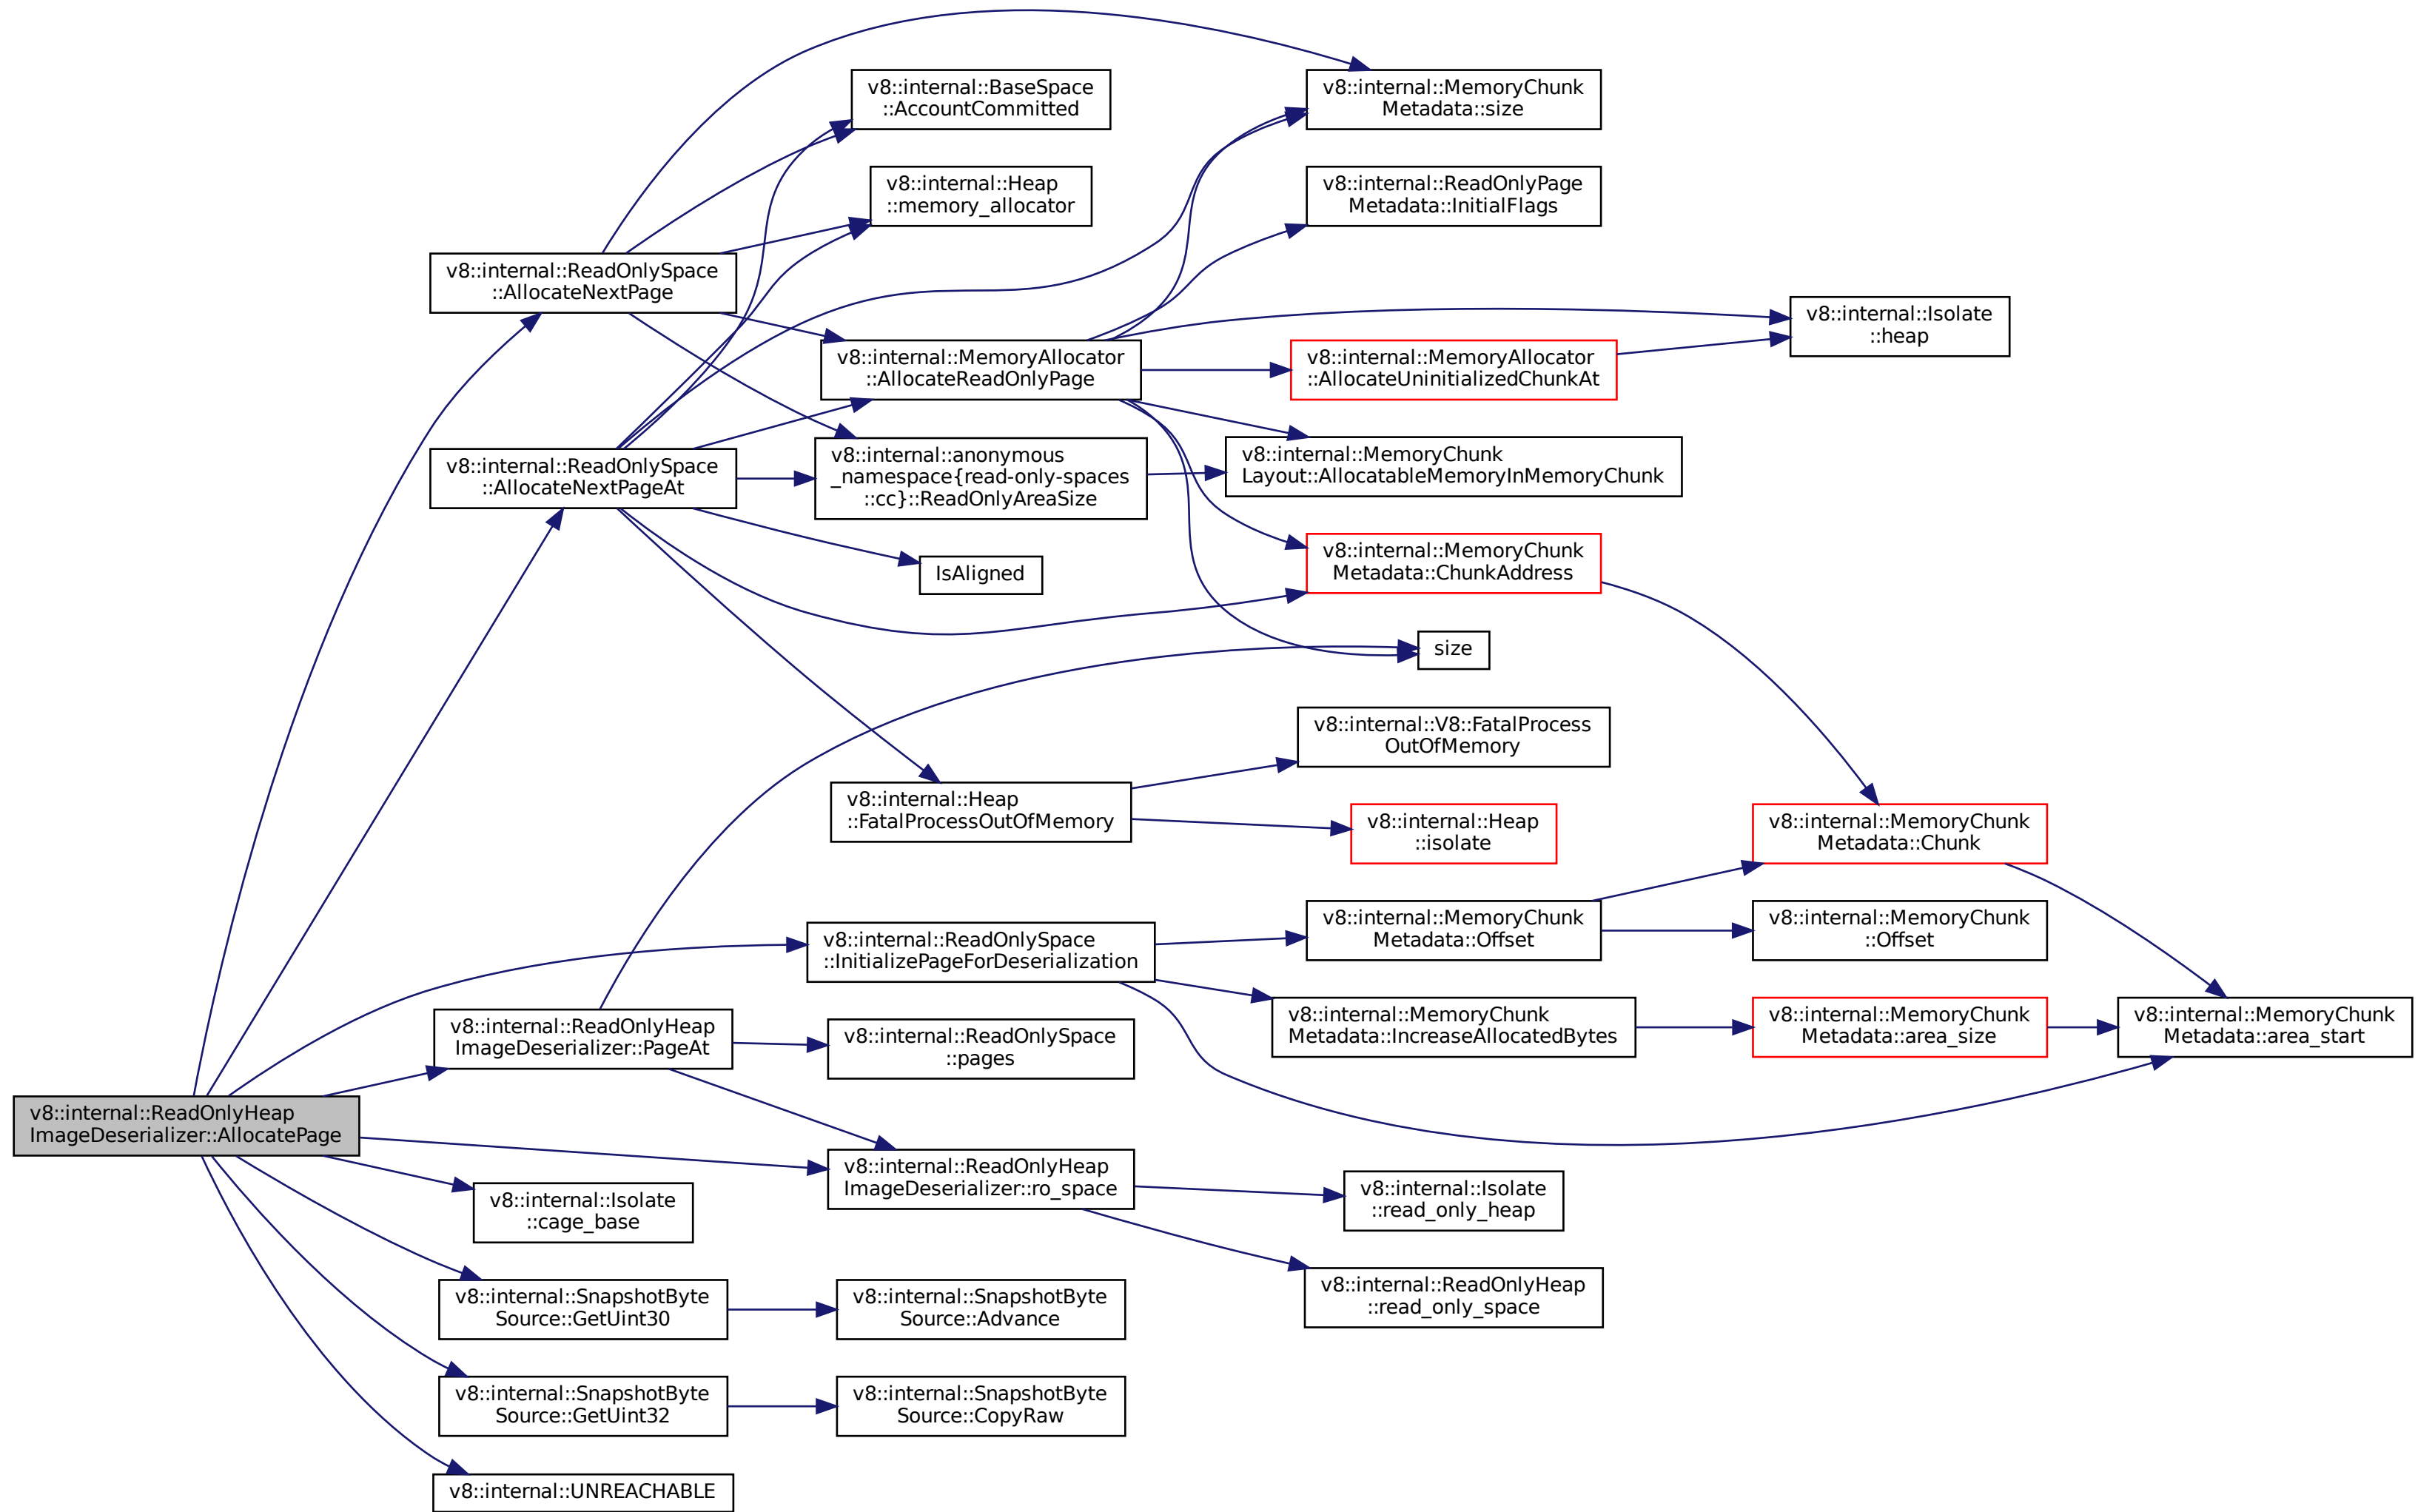 v8::internal::BaseSpace
::AccountCommitted
v8::internal::MemoryChunk
Metadata::size
v8::internal::Heap
::memory_allocator
v8::internal::ReadOnlyPage
Metadata::InitialFlags
v8::internal::ReadOnlySpace
::AllocateNextPage
v8::internal::Isolate
::heap
v8::internal::MemoryAllocator
::AllocateReadOnlyPage
v8::internal::MemoryAllocator
::AllocateUninitializedChunkAt
v8::internal::ReadOnlySpace
::AllocateNextPageAt
v8::internal::anonymous
_namespace{read-only-spaces
::cc}::ReadOnlyAreaSize
v8::internal::MemoryChunk
Layout::AllocatableMemoryInMemoryChunk
IsAligned
v8::internal::MemoryChunk
Metadata::ChunkAddress
size
v8::internal::V8::FatalProcess
OutOfMemory
v8::internal::Heap
::FatalProcessOutOfMemory
v8::internal::Heap
::isolate
v8::internal::MemoryChunk
Metadata::Chunk
v8::internal::ReadOnlySpace
::InitializePageForDeserialization
v8::internal::MemoryChunk
Metadata::Offset
v8::internal::MemoryChunk
::Offset
v8::internal::ReadOnlyHeap
ImageDeserializer::PageAt
v8::internal::ReadOnlySpace
::pages
v8::internal::MemoryChunk
Metadata::IncreaseAllocatedBytes
v8::internal::MemoryChunk
Metadata::area_size
v8::internal::MemoryChunk
Metadata::area_start
v8::internal::ReadOnlyHeap
ImageDeserializer::AllocatePage
v8::internal::ReadOnlyHeap
ImageDeserializer::ro_space
v8::internal::Isolate
::read_only_heap
v8::internal::Isolate
::cage_base
v8::internal::ReadOnlyHeap
::read_only_space
v8::internal::SnapshotByte
Source::GetUint30
v8::internal::SnapshotByte
Source::Advance
v8::internal::SnapshotByte
Source::GetUint32
v8::internal::SnapshotByte
Source::CopyRaw
v8::internal::UNREACHABLE